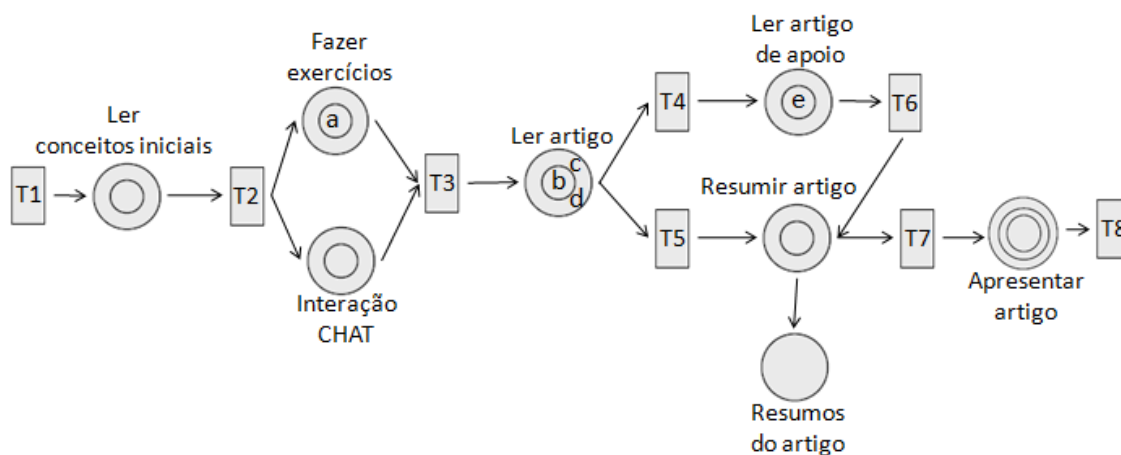 Fazer
exercícios
a
Ler
conceitos iniciais
T1
T2
T3
Interação
CHAT
Ler artigo
b
c
d
T4
Ler artigo
de apoio
e
T6
T5
Resumir artigo
T7
T8
Apresentar
artigo
Resumos
do artigo